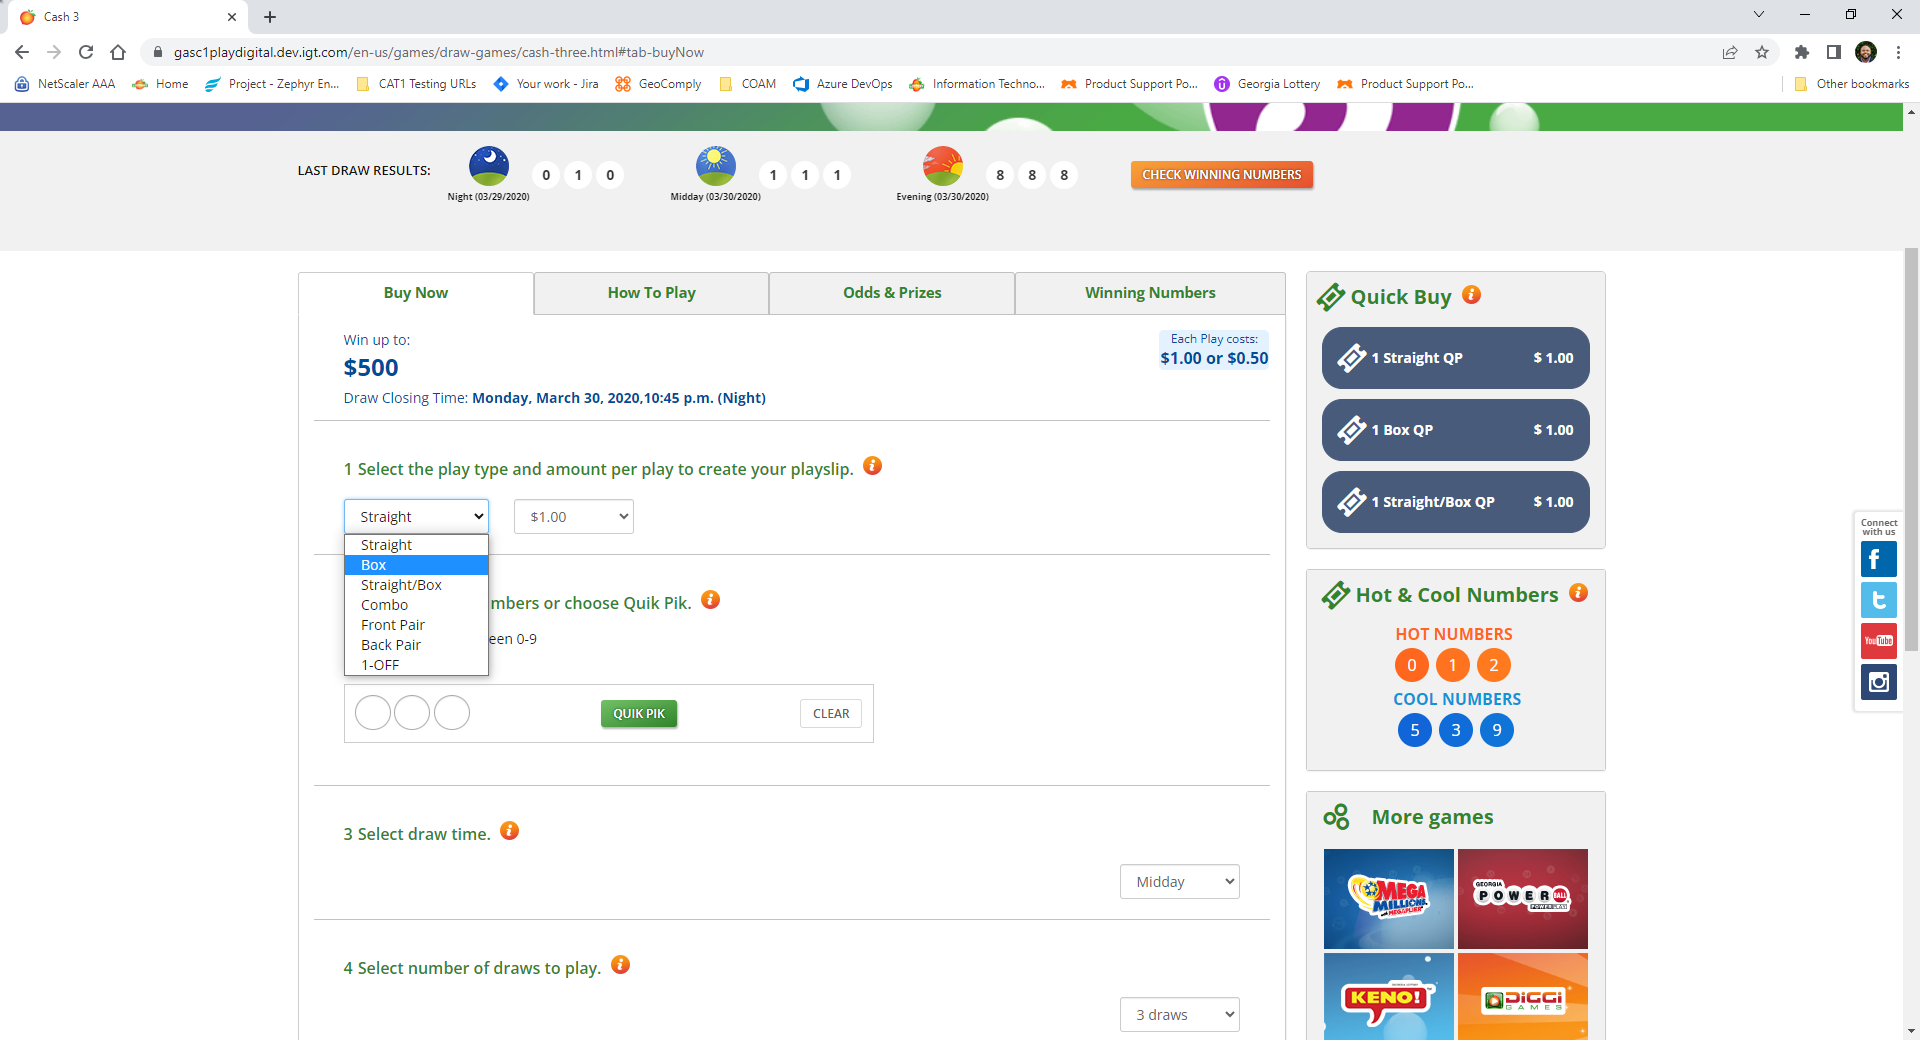 Cash 3
gasc1playdigital.dev.igt.com/en-us/games/draw-games/cash-three.html#tab-buyNow
NetScaler AAA
Home
Project - Zephyr En...
CAT1 Testing URLs
Your work - Jira
GeoComply
COAM
Azure DevOps
Information Techno...
Product Support Po...
Georgia Lottery
Product Support Po...
Other bookmarks
LAST DRAW RESULTS:
0 1 0
Night (03/29/2020)
1 1 1
Midday (03/30/2020)
8 8 8
Evening (03/30/2020)
CHECK WINNING NUMBERS
Buy Now
How To Play
Odds & Prizes
Winning Numbers
Win up to:
$500
Draw Closing Time: Monday, March 30, 2020,10:45 p.m. (Night)
Each Play costs:
$1.00 or $0.50
1 Select the play type and amount per play to create your playslip.
Straight
$1.00
Straight
Box
Straight/Box
Combo
Front Pair
Back Pair
1-OFF
mbers or choose Quik Pik.
een 0-9
QUIK PIK
CLEAR
3 Select draw time.
Midday
4 Select number of draws to play.
3 draws
Quick Buy
1 Straight QP $ 1.00
1 Box QP $ 1.00
1 Straight/Box QP $ 1.00
Hot & Cool Numbers
HOT NUMBERS
0 1 2
COOL NUMBERS
5 3 9
More games
MEGA
MILLIONS
GEORGIA
POWERBALL
POWER PLAY
KENO!
DiGGi
GAMES
Connect
with us
f
t
YouTube